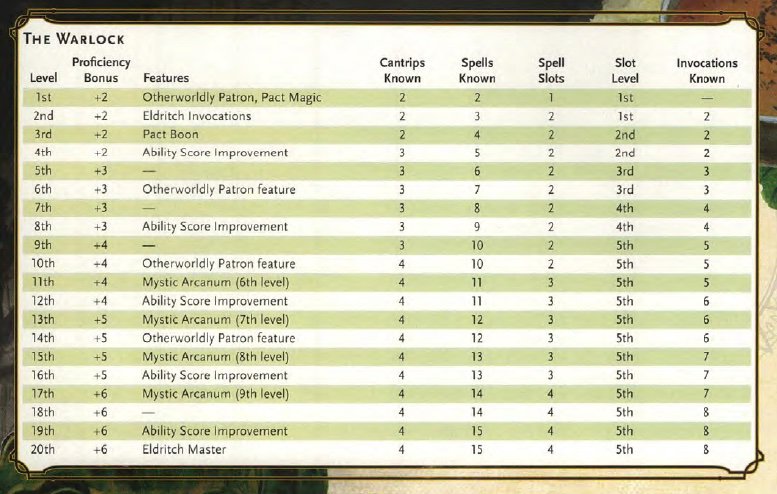 THE WARLOCK
Proficiency Cantrips Spells Spell Slot Invocations
Level Bonus Features Known Known Slots Level Known
1st +2 Otherworldly Patron, Pact Magic 2 2 1 1st —
2nd +2 Eldritch Invocations 2 3 2 1st 2
3rd +2 Pact Boon 2 4 2 2nd 2
4th +2 Ability Score Improvement 3 5 2 2nd 2
5th +3 — 3 6 2 3rd 3
6th +3 Otherworldly Patron feature 3 7 2 3rd 3
7th +3 — 3 8 2 4th 4
8th +3 Ability Score Improvement 3 9 2 4th 4
9th +4 — 3 10 2 5th 5
10th +4 Otherworldly Patron feature 4 10 2 5th 5
11th +4 Mystic Arcanum (6th level) 4 11 3 5th 5
12th +4 Ability Score Improvement 4 11 3 5th 6
13th +5 Mystic Arcanum (7th level) 4 12 3 5th 6
14th +5 Otherworldly Patron feature 4 12 3 5th 6
15th +5 Mystic Arcanum (8th level) 4 13 3 5th 7
16th +5 Ability Score Improvement 4 13 3 5th 7
17th +6 Mystic Arcanum (9th level) 4 14 4 5th 7
18th +6 — 4 14 4 5th 8
19th +6 Ability Score Improvement 4 15 4 5th 8
20th +6 Eldritch Master 4 15 4 5th 8